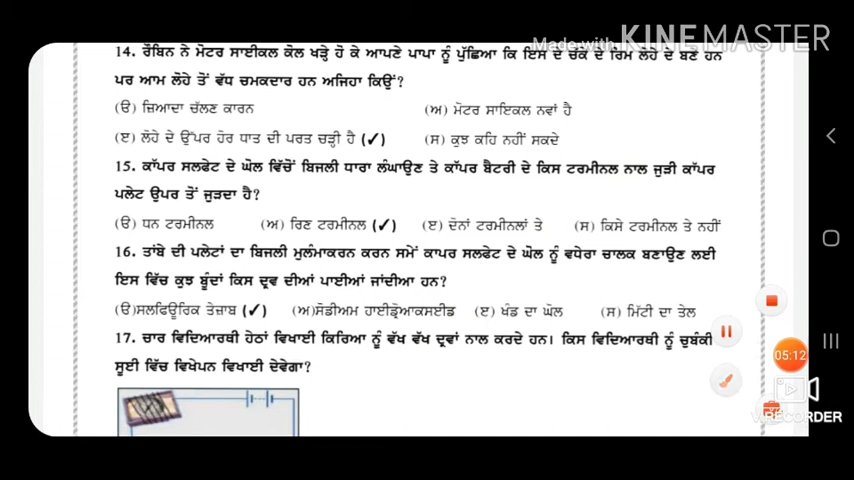 Made with KINEMASTER
14. ਰੌਬਿਨ ਨੇ ਮੋਟਰ ਸਾਈਕਲ ਕੋਲ ਖੜ੍ਹੇ ਹੋ ਕੇ ਆਪਣੇ ਪਾਪਾ ਨੂੰ ਪੁੱਛਿਆ ਕਿ ਇਸ ਦੇ ਚੱਕ ਦੇ ਰਿਮ ਲੋਹੇ ਦੇ ਬਣੇ ਹਨ
ਪਰ ਆਮ ਲੋਹੇ ਤੋਂ ਵੱਧ ਚਮਕਦਾਰ ਹਨ ਅਜਿਹਾ ਕਿਉਂ?
(ੳ) ਜ਼ਿਆਦਾ ਚੱਲਣ ਕਾਰਨ (ਅ) ਮੋਟਰ ਸਾਇਕਲ ਨਵਾਂ ਹੈ
(ੲ) ਲੋਹੇ ਦੇ ਉੱਪਰ ਹੋਰ ਧਾਤ ਦੀ ਪਰਤ ਚੜ੍ਹੀ ਹੈ (✓) (ਸ) ਕੁਝ ਕਹਿ ਨਹੀਂ ਸਕਦੇ
15. ਕਾੱਪਰ ਸਲਫੇਟ ਦੇ ਘੋਲ ਵਿੱਚੋਂ ਬਿਜਲੀ ਧਾਰਾ ਲੰਘਾਉਣ ਤੇ ਕਾੱਪਰ ਬੈਟਰੀ ਦੇ ਕਿਸ ਟਰਮੀਨਲ ਨਾਲ ਜੁੜੀ ਕਾੱਪਰ
ਪਲੇਟ ਉਪਰ ਤੋਂ ਜੁੜਦਾ ਹੈ?
(ੳ) ਧਨ ਟਰਮੀਨਲ (ਅ) ਰਿਣ ਟਰਮੀਨਲ (✓) (ੲ) ਦੋਨਾਂ ਟਰਮੀਨਲਾਂ ਤੇ (ਸ) ਕਿਸੇ ਟਰਮੀਨਲ ਤੇ ਨਹੀਂ
16. ਤਾਂਬੇ ਦੀ ਪਲੇਟਾਂ ਦਾ ਬਿਜਲੀ ਮੁਲੰਮਾਕਰਨ ਕਰਨ ਸਮੇਂ ਕਾਪਰ ਸਲਫੇਟ ਦੇ ਘੋਲ ਨੂੰ ਵਧੇਰਾ ਚਾਲਕ ਬਣਾਉਣ ਲਈ
ਇਸ ਵਿੱਚ ਕੁਝ ਬੂੰਦਾਂ ਕਿਸ ਦ੍ਰਵ ਦੀਆਂ ਪਾਈਆਂ ਜਾਂਦੀਆ ਹਨ?
(ੳ)ਸਲਫਿਊਰਿਕ ਤੇਜ਼ਾਬ (✓) (ਅ)ਸੋਡੀਅਮ ਹਾਈਡ੍ਰੋਆਕਸਾਈਡ (ੲ) ਖੰਡ ਦਾ ਘੋਲ (ਸ) ਮਿੱਟੀ ਦਾ ਤੇਲ
17. ਚਾਰ ਵਿਦਿਆਰਥੀ ਹੇਠਾਂ ਵਿਖਾਈ ਕਿਰਿਆ ਨੂੰ ਵੱਖ ਵੱਖ ਦ੍ਰਵਾਂ ਨਾਲ ਕਰਦੇ ਹਨ। ਕਿਸ ਵਿਦਿਆਰਥੀ ਨੂੰ ਚੁਬੰਕੀ
ਸੂਈ ਵਿੱਚ ਵਿਖੇਪਨ ਵਿਖਾਈ ਦੇਵੇਗਾ?
05:12
VIRECORDER